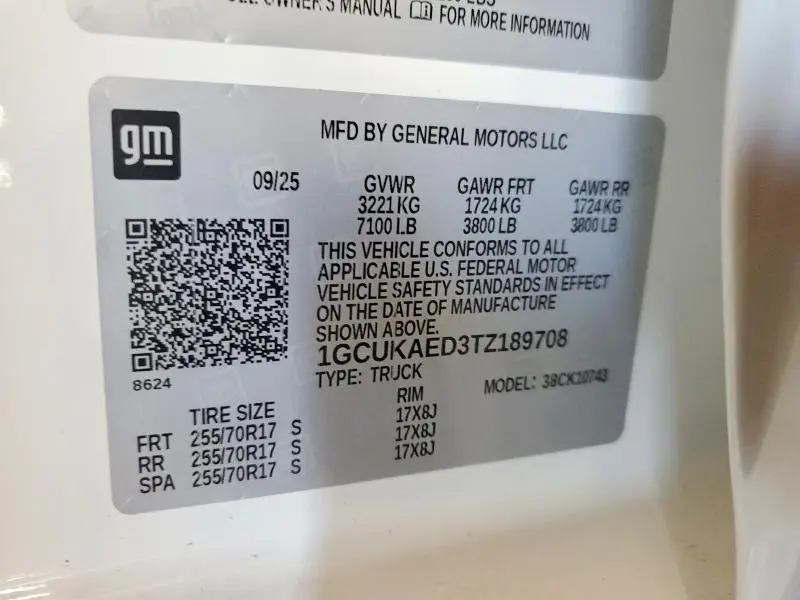 OWNER'S MANUAL FOR MORE INFORMATION
gm
MFD BY GENERAL MOTORS LLC
09/25 GVWR GAWR FRT GAWR RR
3221 KG 1724 KG 1724 KG
7100 LB 3800 LB 3800 LB
THIS VEHICLE CONFORMS TO ALL
APPLICABLE U.S. FEDERAL MOTOR
VEHICLE SAFETY STANDARDS IN EFFECT
ON THE DATE OF MANUFACTURE
SHOWN ABOVE.
1GCUKAED3TZ189708
8624
TYPE: TRUCK MODEL: 38CK10743
TIRE SIZE RIM
FRT 255/70R17 S 17X8J
RR 255/70R17 S 17X8J
SPA 255/70R17 S 17X8J